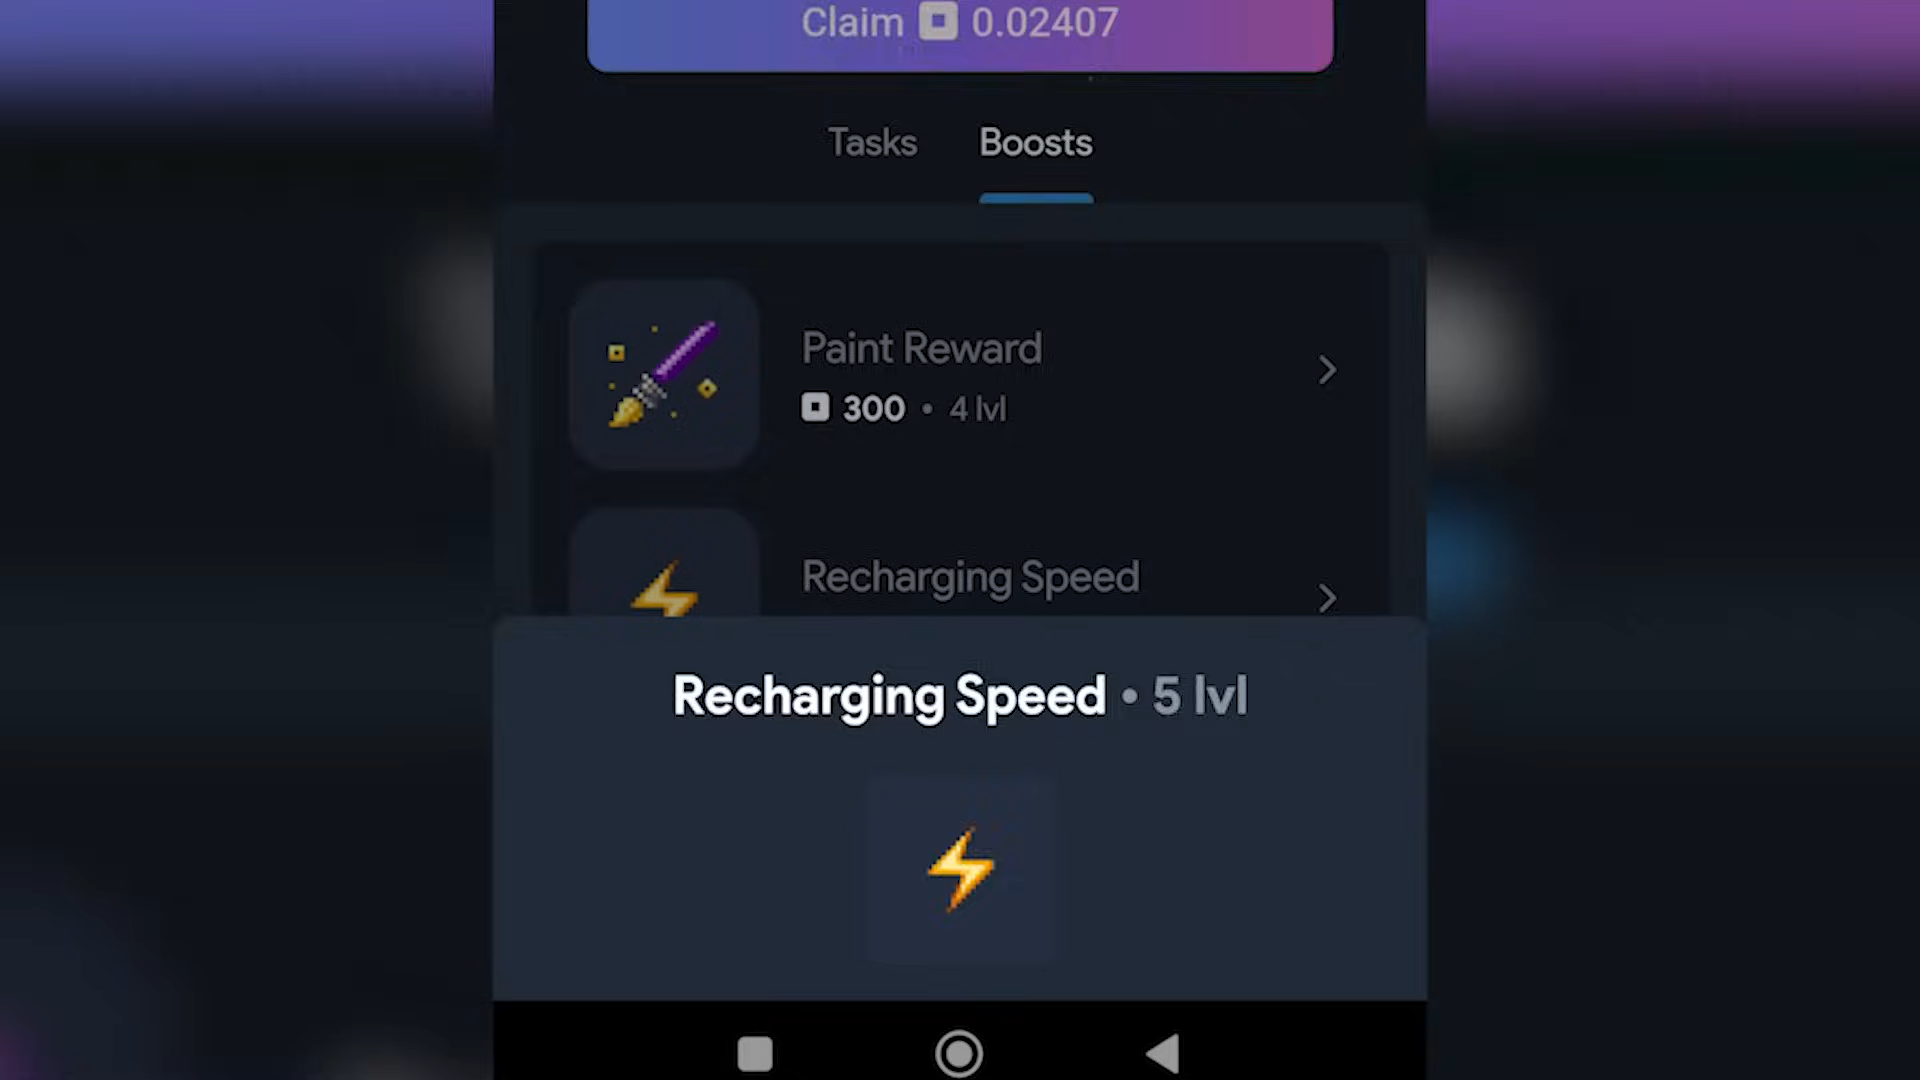 Claim 0.02407
Tasks Boosts
Paint Reward
300 • 4 lvl
Recharging Speed
Recharging Speed • 5 lvl